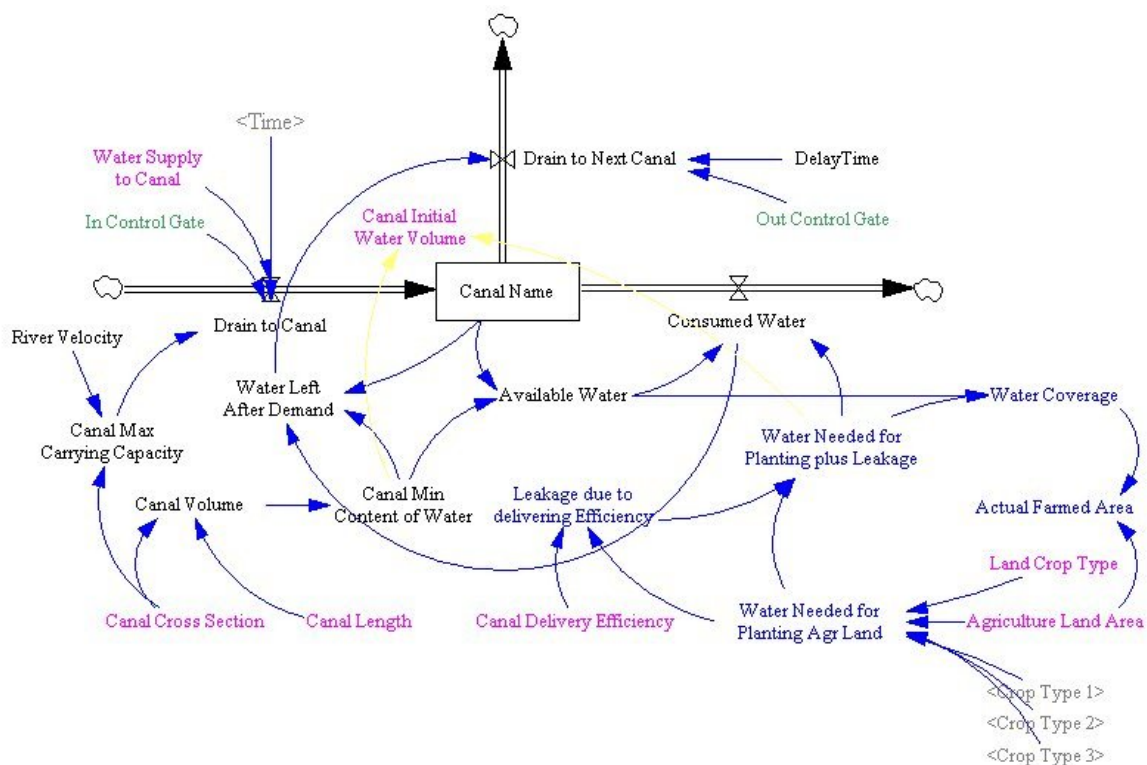 <Time>
Water Supply
to Canal
Drain to Next Canal
DelayTime
In Control Gate
Canal Initial
Water Volume
Out Control Gate
Canal Name
Drain to Canal
Consumed Water
River Velocity
Water Left
After Demand
Available Water
Water Coverage
Canal Max
Carrying Capacity
Water Needed for
Planting plus Leakage
Canal Volume
Canal Min
Content of Water
Leakage due to
delivering Efficiency
Actual Farmed Area
Land Crop Type
Canal Cross Section
Canal Length
Canal Delivery Efficiency
Water Needed for
Planting Agr Land
Agriculture Land Area
<Crop Type 1>
<Crop Type 2>
<Crop Type 3>